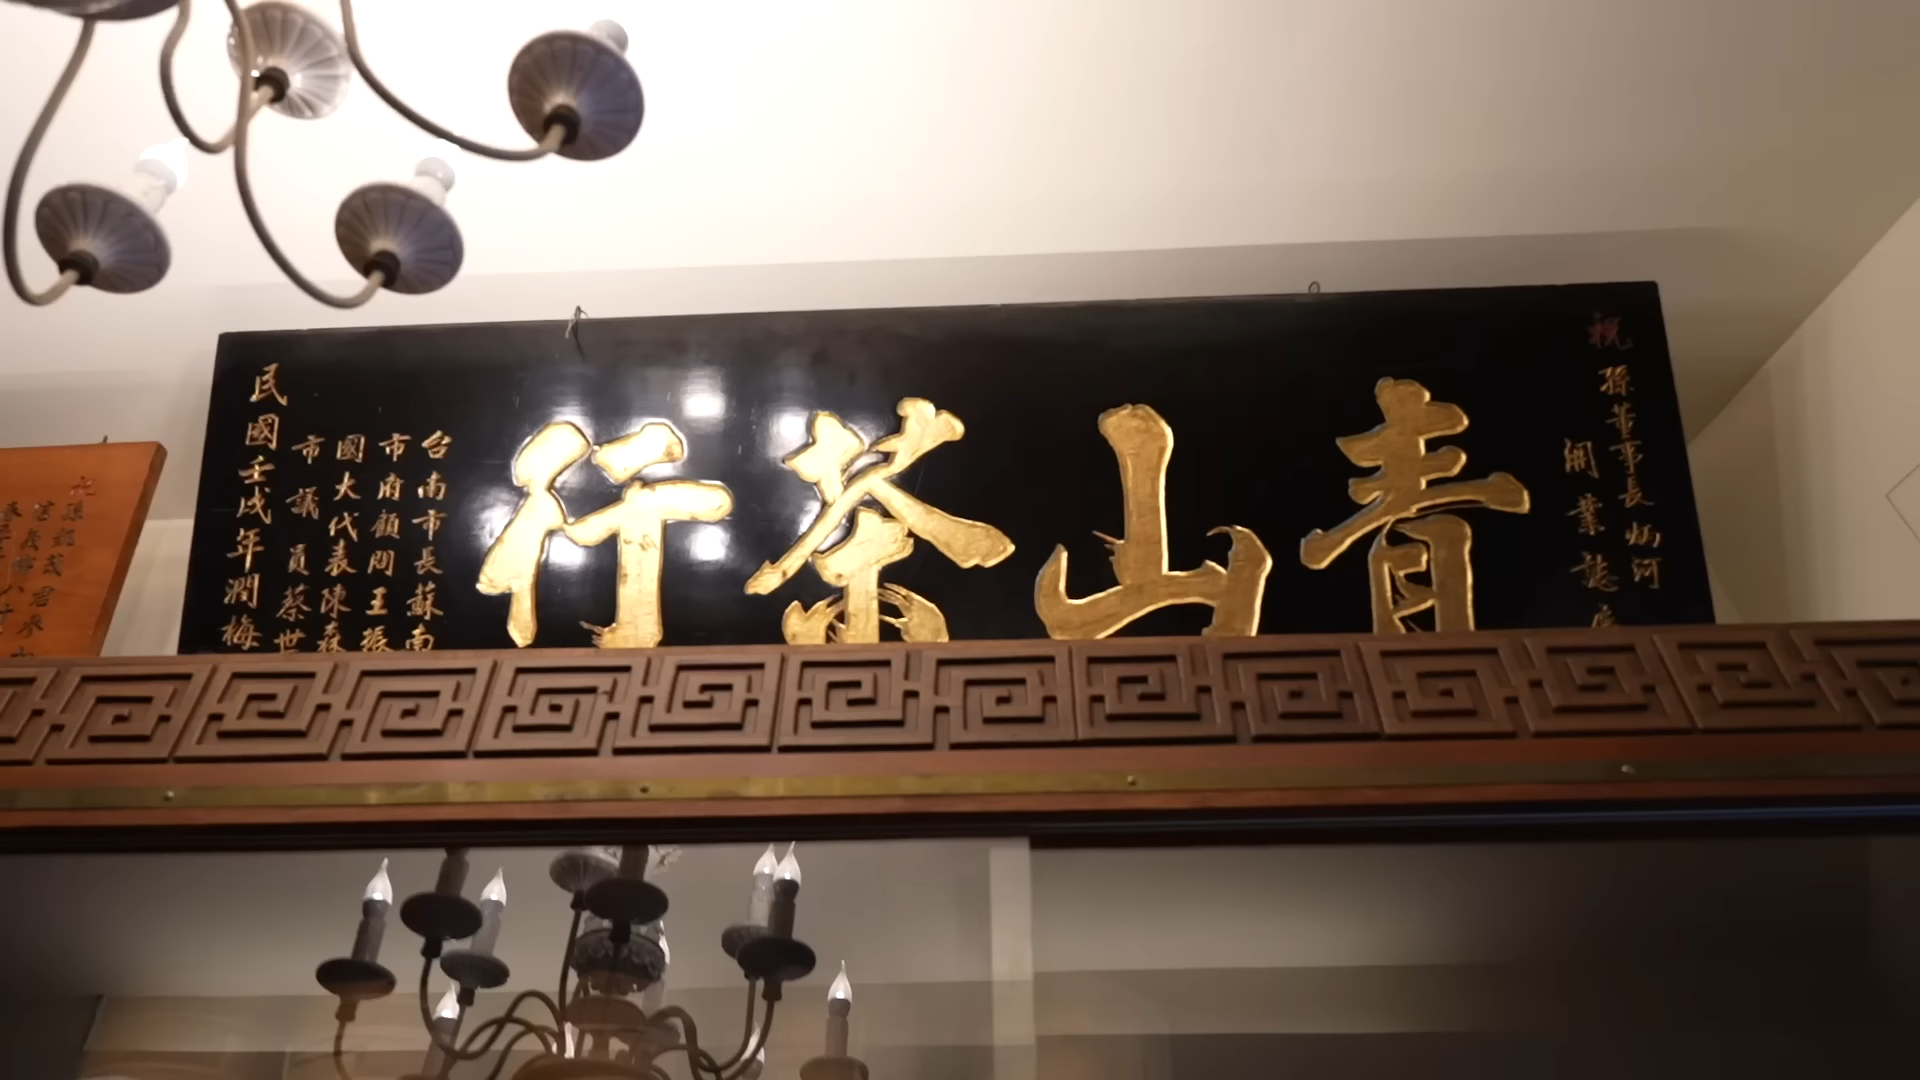 祝
孫董事長炳河
開業誌慶
青山茶行
台南市長蘇南
市府顧問王振
國大代表陳森
市議員蔡世
民國壬戌年潤梅